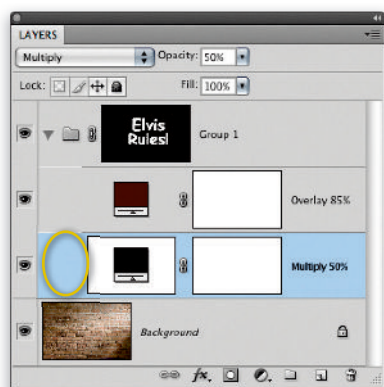 LAYERS
Multiply Opacity: 50%
Lock: Fill: 100%
Elvis
Rules!
Group 1
Overlay 85%
Multiply 50%
Background
fx.